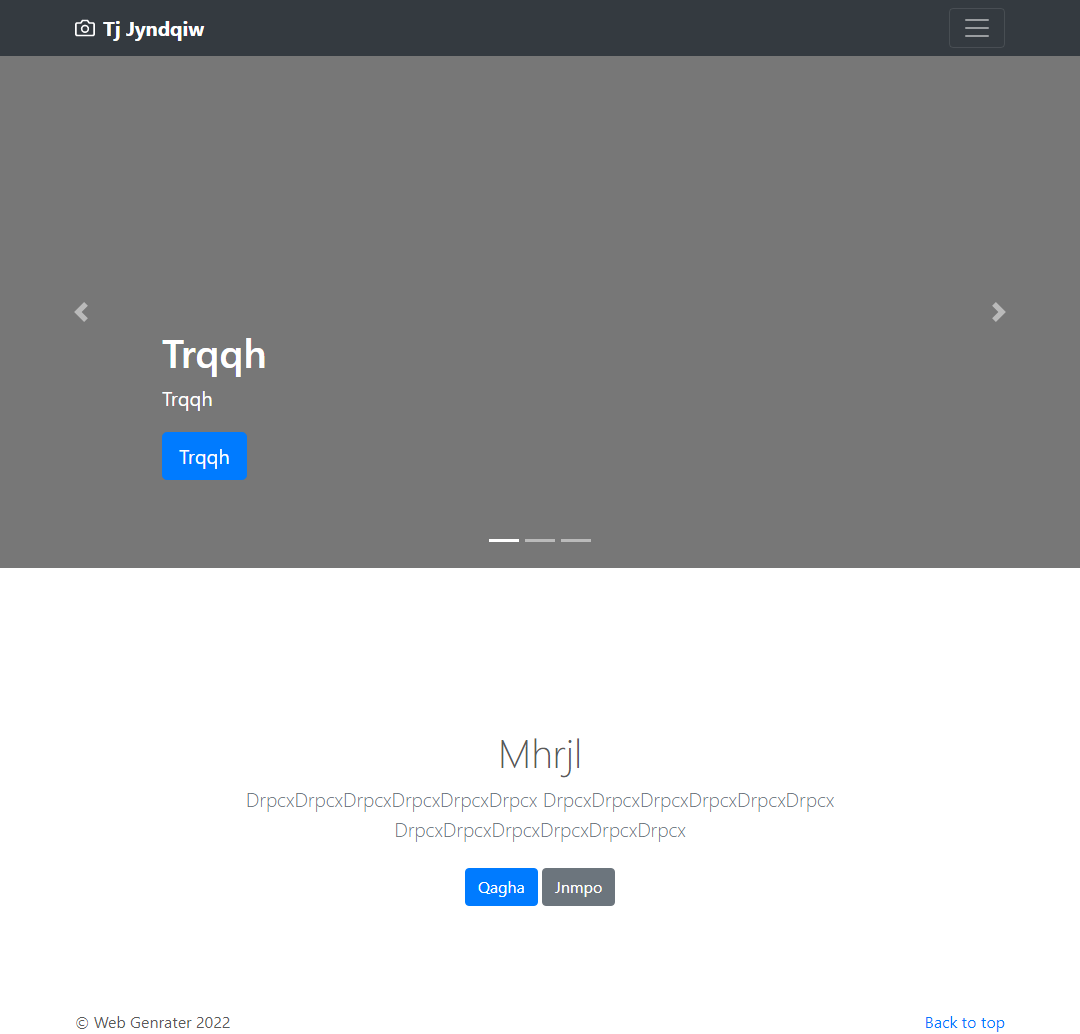 Tj Jyndqiw
Trqqh
Trqqh
Trqqh
Mhrjl
DrpcxDrpcxDrpcxDrpcxDrpcxDrpcx DrpcxDrpcxDrpcxDrpcxDrpcxDrpcx
DrpcxDrpcxDrpcxDrpcxDrpcxDrpcx
Qagha Jnmpo
© Web Genrater 2022 Back to top